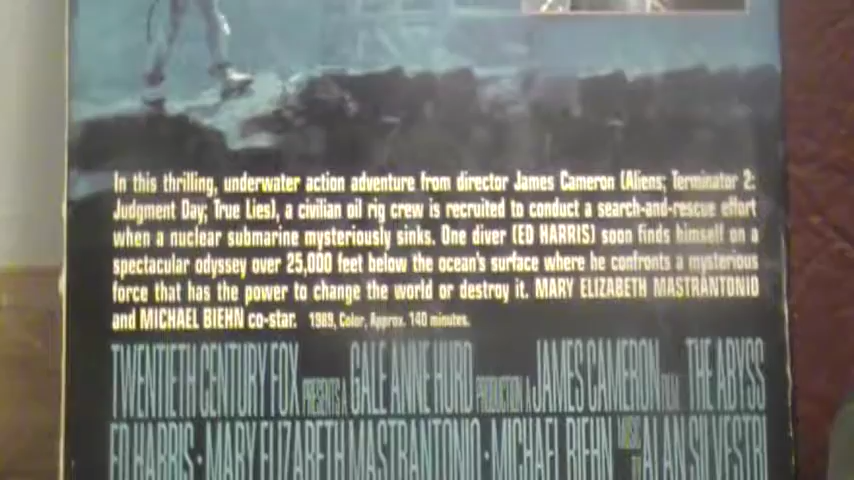 In this thrilling, underwater action adventure from director James Cameron (Aliens; Terminator 2:
Judgment Day; True Lies), a civilian oil rig crew is recruited to conduct a search-and-rescue effort
when a nuclear submarine mysteriously sinks. One diver (ED HARRIS) soon finds himself on a
spectacular odyssey over 25,000 feet below the ocean's surface where he confronts a mysterious
force that has the power to change the world or destroy it. MARY ELIZABETH MASTRANTONIO
and MICHAEL BIEHN co-star. 1989, Color, Approx. 140 minutes.
TWENTIETH CENTURY FOX PRESENTS A GALE ANNE HURD PRODUCTION A JAMES CAMERON FILM THE ABYSS
ED HARRIS · MARY ELIZABETH MASTRANTONIO · MICHAEL BIEHN ALAN SILVESTRI